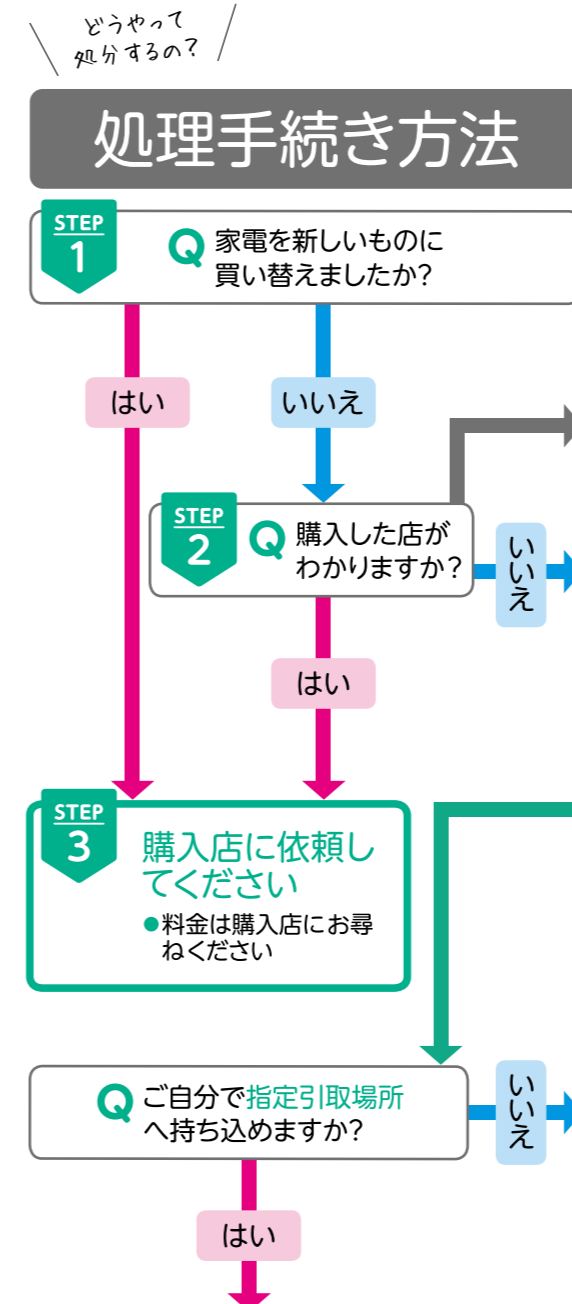 どうやって
処分するの?
処理手続き方法
STEP
1
Q 家電を新しいものに
買い替えましたか?
はい
いいえ
STEP
2
Q 購入した店が
わかりますか?
いいえ
はい
STEP
3
購入店に依頼し
てください
●料金は購入店にお尋
ねください
Q ご自分で指定引取場所
へ持ち込めますか?
いいえ
はい